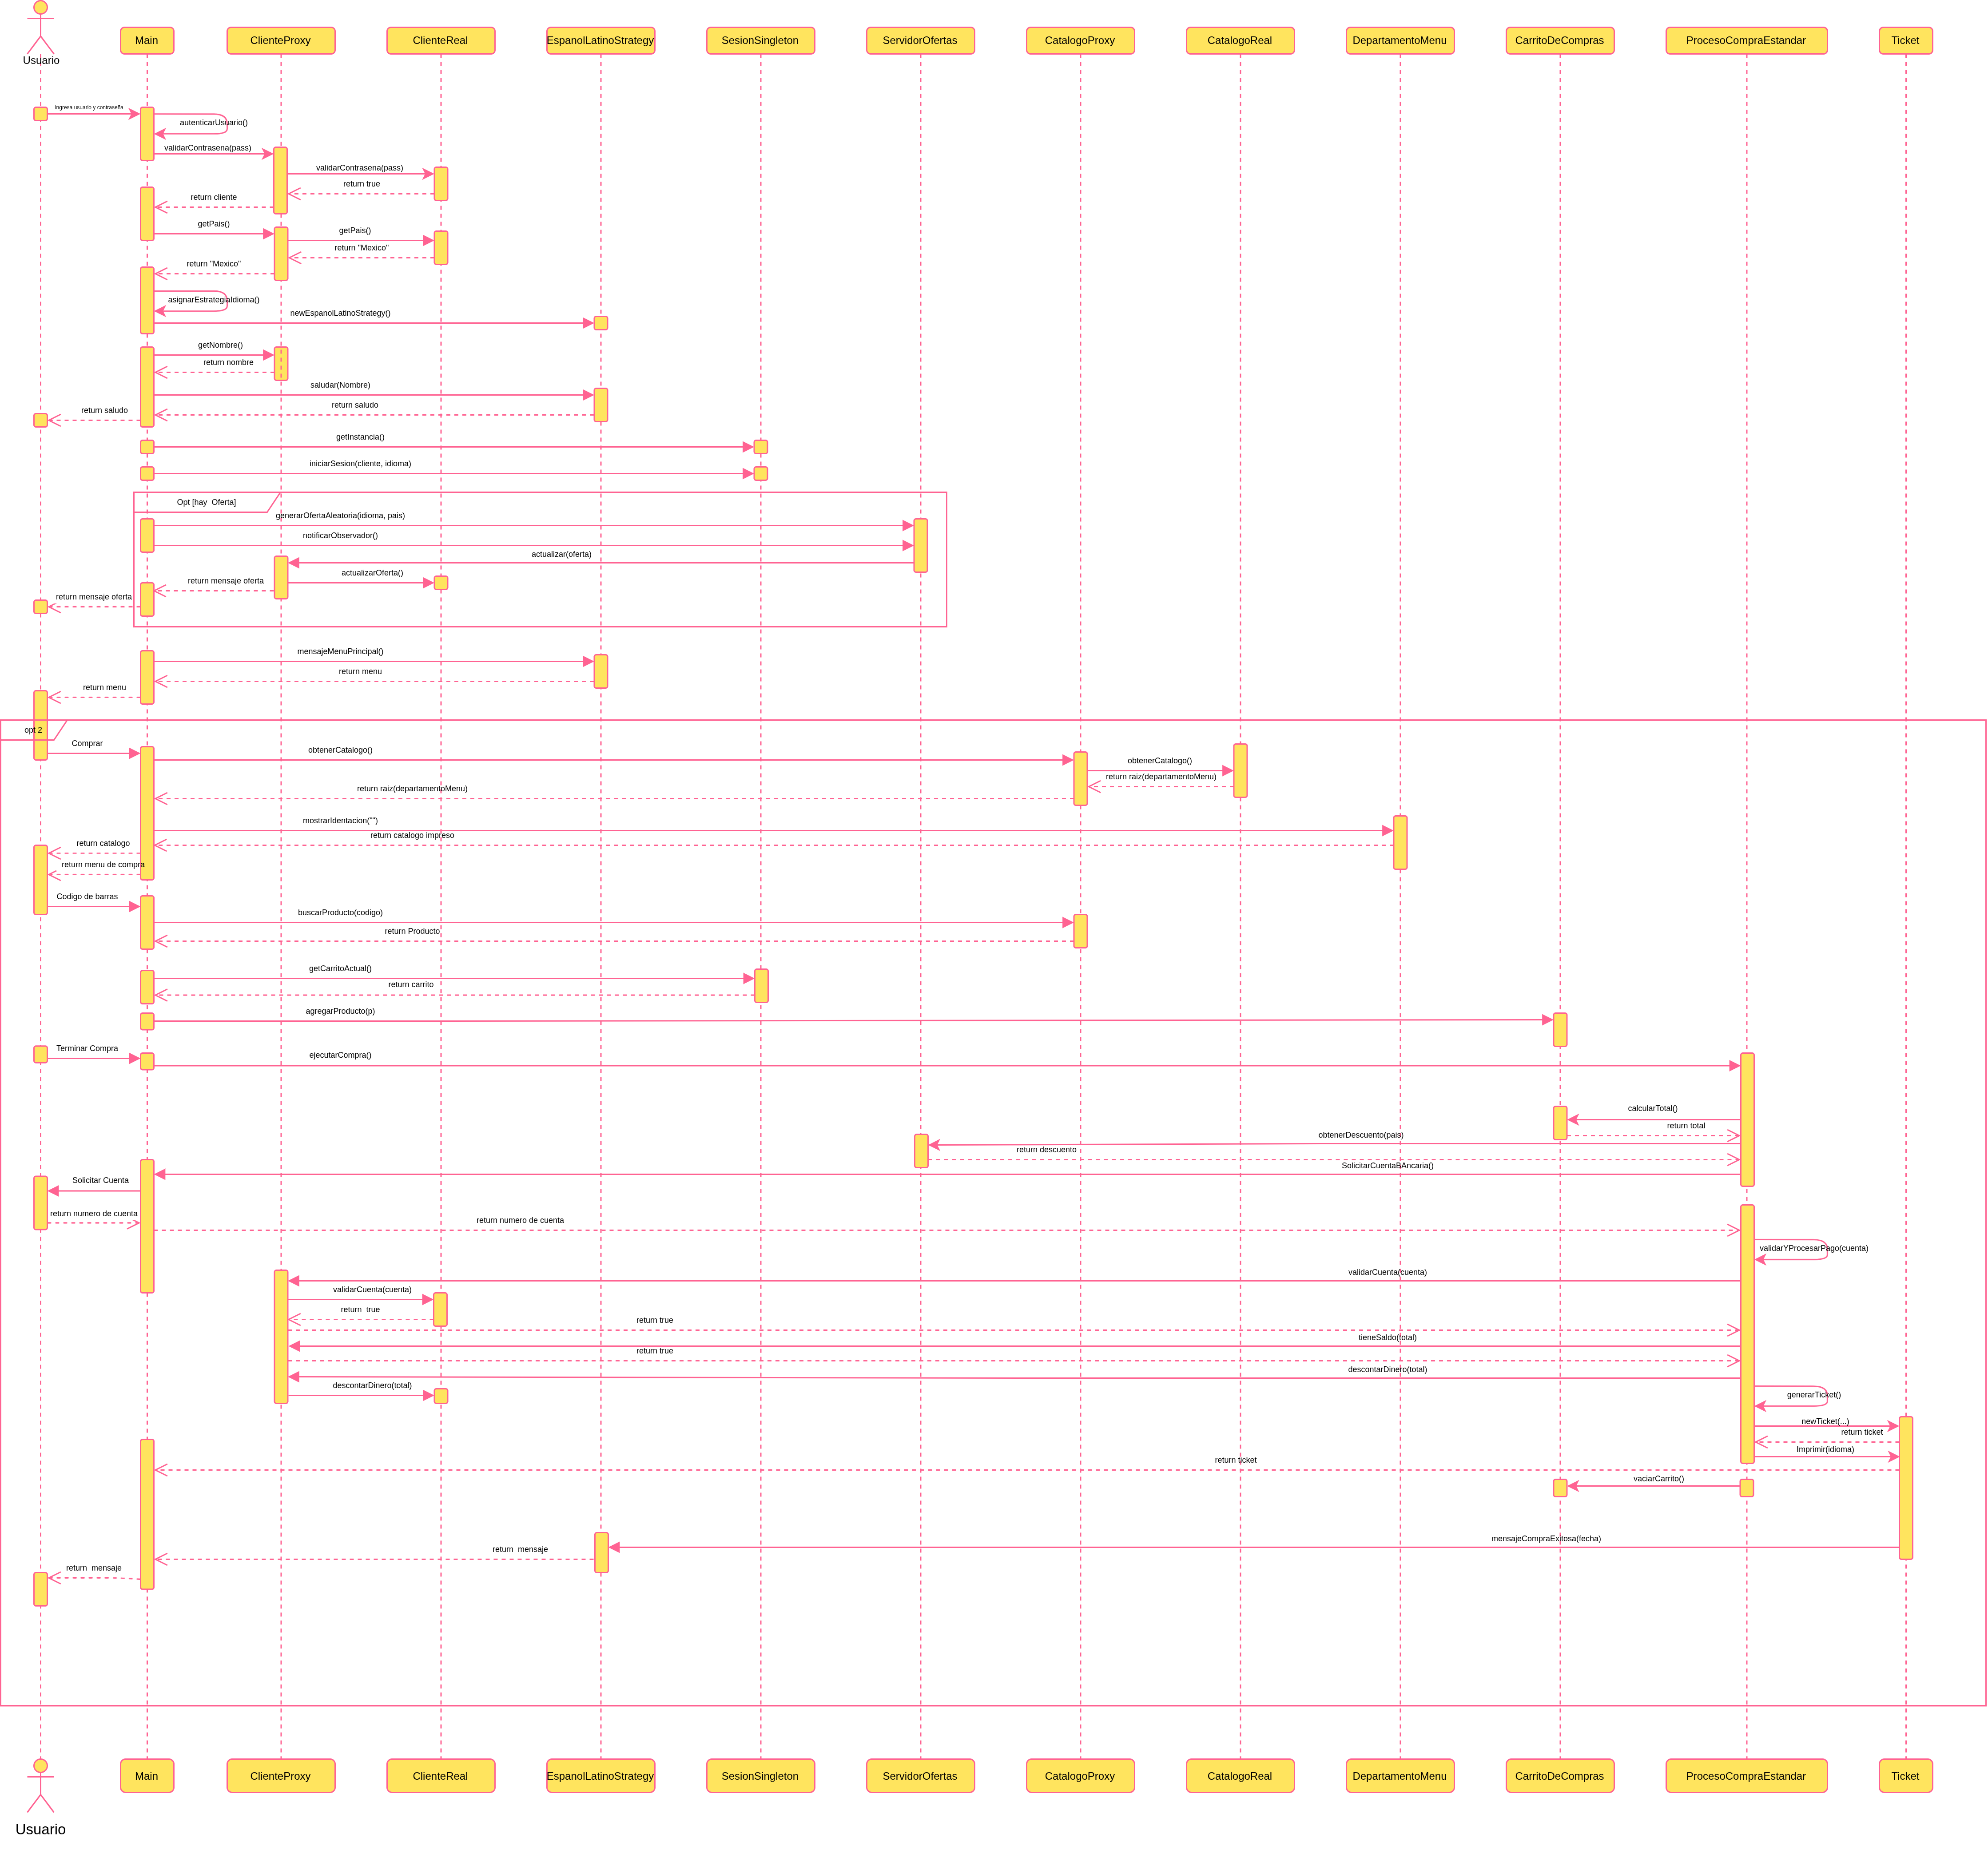 Main
ClienteProxy
ClienteReal
EspanolLatinoStrategy
SesionSingleton
ServidorOfertas
CatalogoProxy
CatalogoReal
DepartamentoMenu
CarritoDeCompras
ProcesoCompraEstandar
Ticket
Usuario
ingresa usuario y contraseña
autenticarUsuario()
validarContrasena(pass)
validarContrasena(pass)
return true
return cliente
getPais()
getPais()
return "Mexico"
return "Mexico"
asignarEstrategiaIdioma()
newEspanolLatinoStrategy()
getNombre()
return nombre
saludar(Nombre)
return saludo
return saludo
getInstancia()
iniciarSesion(cliente, idioma)
Opt [hay  Oferta]
generarOfertaAleatoria(idioma, pais)
notificarObservador()
actualizar(oferta)
actualizarOferta()
return mensaje oferta
return mensaje oferta
mensajeMenuPrincipal()
return menu
return menu
opt 2
Comprar
obtenerCatalogo()
obtenerCatalogo()
return raiz(departamentoMenu)
return raiz(departamentoMenu)
mostrarIdentacion("")
return catalogo impreso
return catalogo
return menu de compra
Codigo de barras
buscarProducto(codigo)
return Producto
getCarritoActual()
return carrito
agregarProducto(p)
Terminar Compra
ejecutarCompra()
calcularTotal()
return total
obtenerDescuento(pais)
return descuento
SolicitarCuentaBAncaria()
Solicitar Cuenta
return numero de cuenta
return numero de cuenta
validarYProcesarPago(cuenta)
validarCuenta(cuenta)
validarCuenta(cuenta)
return  true
return true
tieneSaldo(total)
return true
descontarDinero(total)
descontarDinero(total)
generarTicket()
newTicket(...)
return ticket
Imprimir(idioma)
return ticket
vaciarCarrito()
mensajeCompraExitosa(fecha)
return  mensaje
return  mensaje
Main
ClienteProxy
ClienteReal
EspanolLatinoStrategy
SesionSingleton
ServidorOfertas
CatalogoProxy
CatalogoReal
DepartamentoMenu
CarritoDeCompras
ProcesoCompraEstandar
Ticket
Usuario